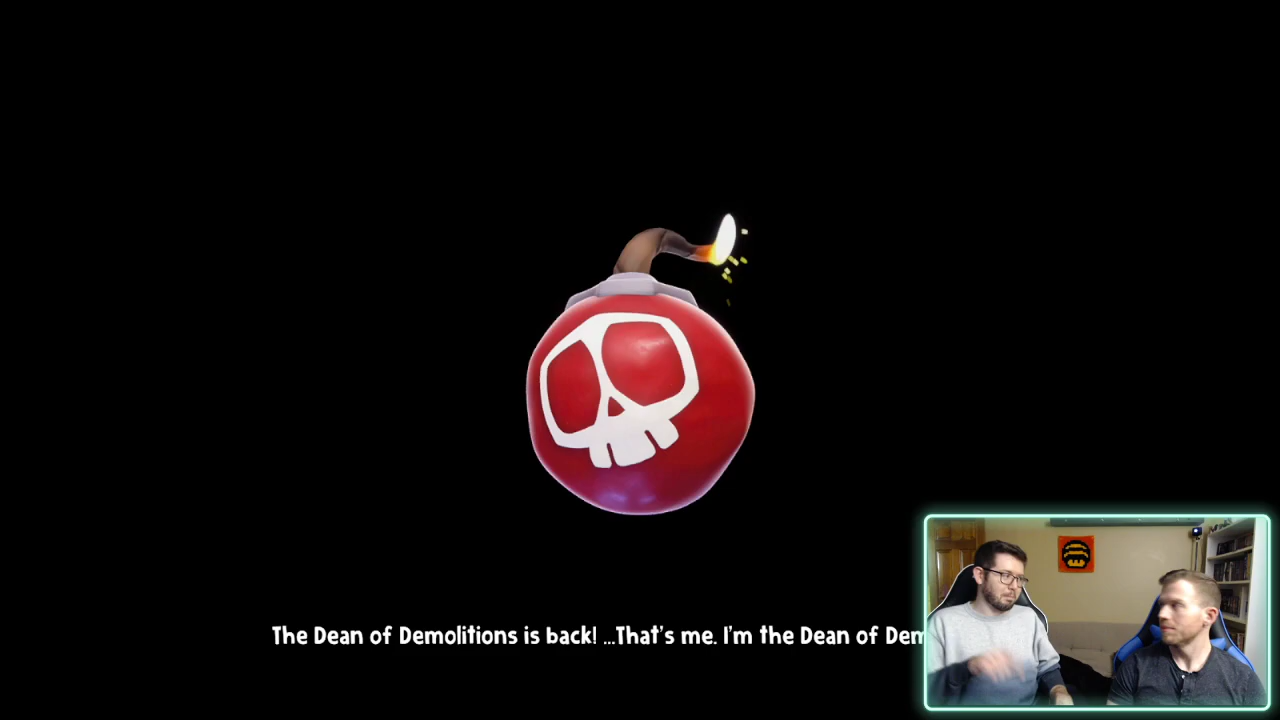 The Dean of Demolitions is back! ...That's me. I'm the Dean of Dem